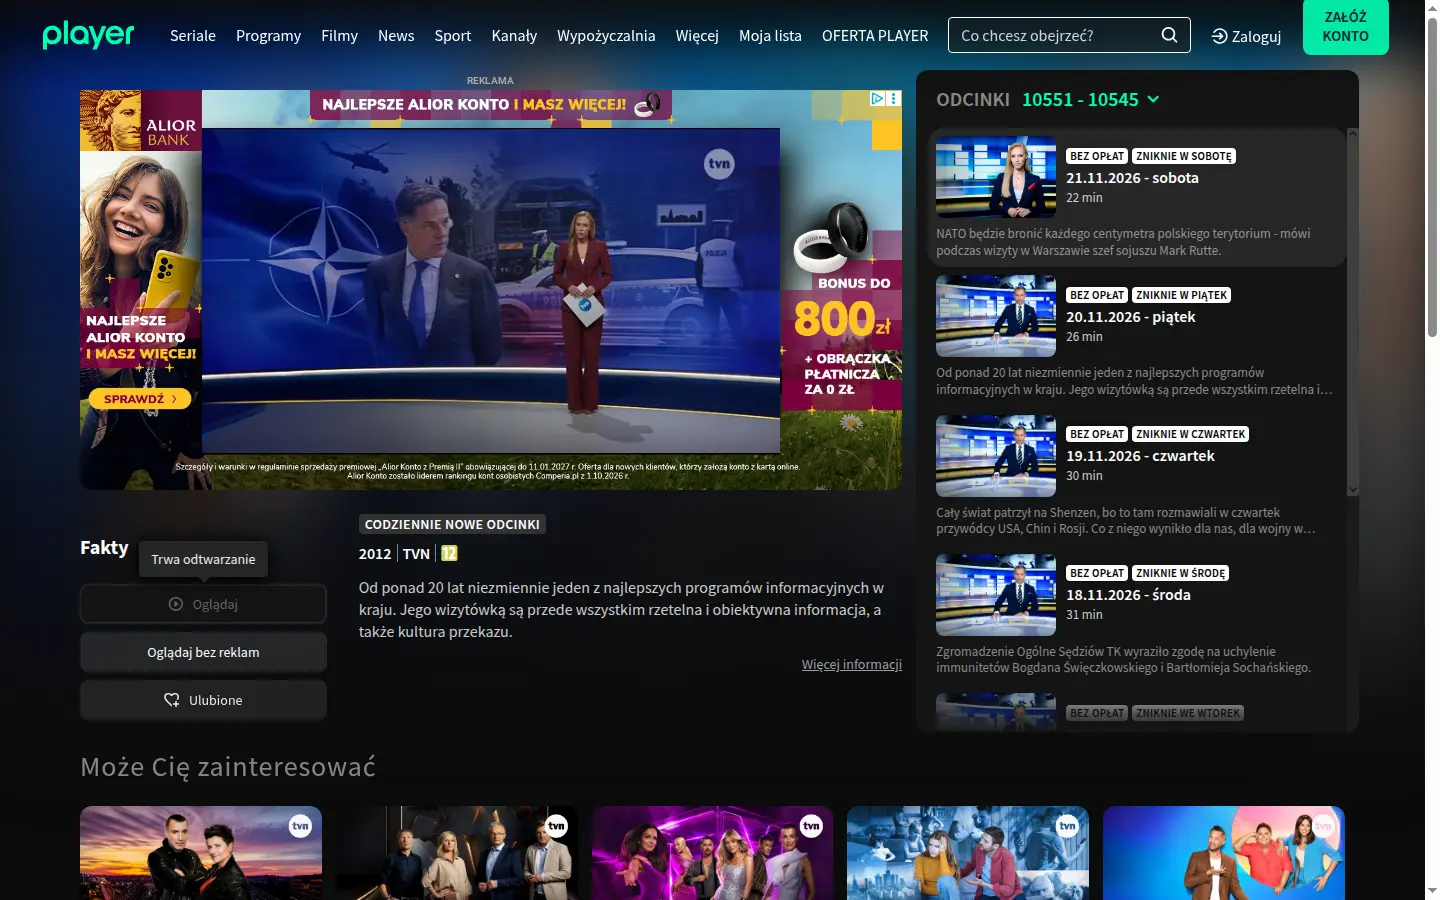 player
Seriale
Programy
Filmy
News
Sport
Kanały
Wypożyczalnia
Więcej
Moja lista
OFERTA PLAYER
Co chcesz obejrzeć?
Zaloguj
ZAŁÓŻ
KONTO
REKLAMA
ALIOR
BANK
NAJLEPSZE ALIOR KONTO I MASZ WIĘCEJ!
tvn
POLICJA
NAJLEPSZE
ALIOR KONTO
I MASZ WIĘCEJ!
SPRAWDŹ
BONUS DO
800zł
+ OBRĄCZKA
PŁATNICZA
ZA 0 ZŁ
Szczegóły i warunki w regulaminie sprzedaży premiowej „Alior Konto z Premią II” obowiązującej do 11.01.2027 r. Oferta dla nowych klientów, którzy założą konto z kartą online.
Alior Konto zostało liderem rankingu kont osobistych Comperia.pl z 1.10.2026 r.
ODCINKI 10551 - 10545
BEZ OPŁAT ZNIKNIE W SOBOTĘ
21.11.2026 - sobota
22 min
NATO będzie bronić każdego centymetra polskiego terytorium - mówi
podczas wizyty w Warszawie szef sojuszu Mark Rutte.
BEZ OPŁAT ZNIKNIE W PIĄTEK
20.11.2026 - piątek
26 min
Od ponad 20 lat niezmiennie jeden z najlepszych programów
informacyjnych w kraju. Jego wizytówką są przede wszystkim rzetelna i…
BEZ OPŁAT ZNIKNIE W CZWARTEK
19.11.2026 - czwartek
30 min
Cały świat patrzył na Shenzen, bo to tam rozmawiali w czwartek
przywódcy USA, Chin i Rosji. Co z niego wynikło dla nas, dla wojny w…
BEZ OPŁAT ZNIKNIE W ŚRODĘ
18.11.2026 - środa
31 min
Zgromadzenie Ogólne Sędziów TK wyraziło zgodę na uchylenie
immunitetów Bogdana Święczkowskiego i Bartłomieja Sochańskiego.
BEZ OPŁAT ZNIKNIE WE WTOREK
Fakty
Trwa odtwarzanie
Oglądaj
Oglądaj bez reklam
Ulubione
CODZIENNIE NOWE ODCINKI
2012 TVN 12
Od ponad 20 lat niezmiennie jeden z najlepszych programów informacyjnych w
kraju. Jego wizytówką są przede wszystkim rzetelna i obiektywna informacja, a
także kultura przekazu.
Więcej informacji
Może Cię zainteresować
tvn
tvn
tvn
tvn
tvn